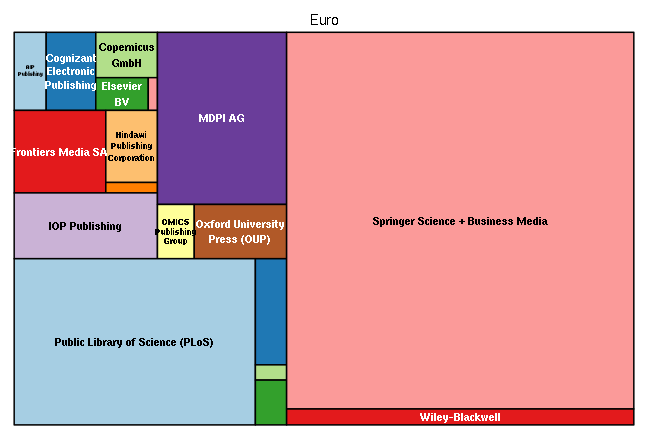 Euro
AIP
Publishing
Cognizant
Electronic
Publishing
Copernicus
GmbH
Elsevier
BV
MDPI AG
Frontiers Media SA
Hindawi
Publishing
Corporation
IOP Publishing
OMICS
Publishing
Group
Oxford University
Press (OUP)
Springer Science + Business Media
Public Library of Science (PLoS)
Wiley-Blackwell